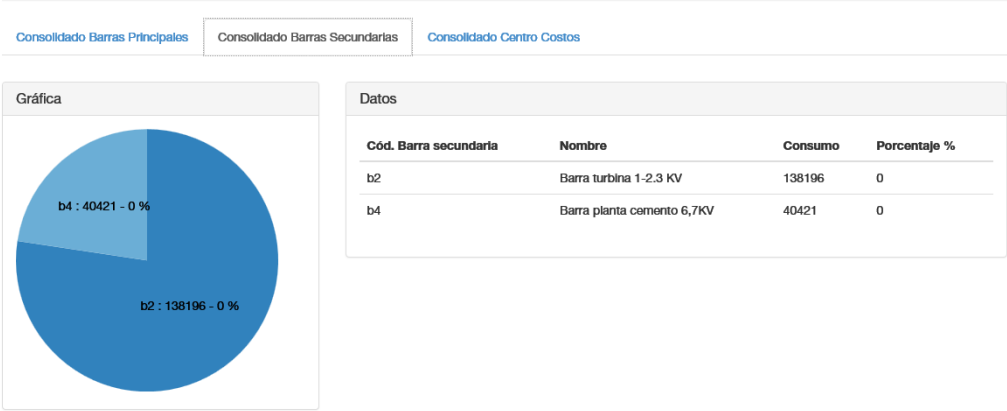 Consolidado Barras Principales Consolidado Barras Secundarias Consolidado Centro Costos
Gráfica
b4 : 40421 - 0 %
b2 : 138196 - 0 %
Datos
Cód. Barra secundaria Nombre Consumo Porcentaje %
b2 Barra turbina 1-2.3 KV 138196 0
b4 Barra planta cemento 6,7KV 40421 0